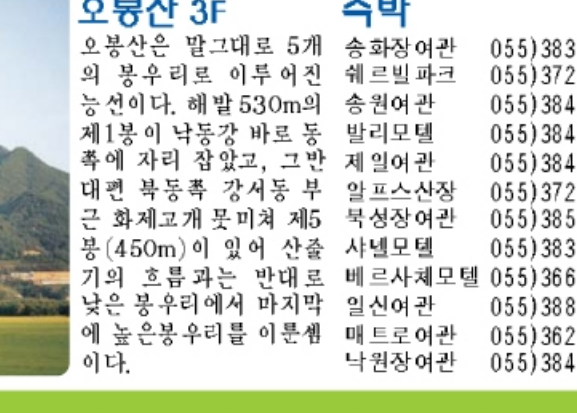 오봉산 3F
오봉산은 말그대로 5개
의 봉우리로 이루어진
능선이다. 해발530m의
제1봉이 낙동강 바로 동
쪽에 자리 잡았고, 그반
대편 북동쪽 강서동 부
근 화제고개 못미쳐 제5
봉(450m)이 있어 산줄
기의 흐름과는 반대로
낮은 봉우리에서 마지막
에 높은봉우리를 이룬셈
이다.
숙박
송화장여관 055)383
쉐르빌파크 055)372
송원여관 055)384
발리모텔 055)384
제일여관 055)384
알프스산장 055)372
북성장여관 055)385
샤넬모텔 055)383
베르사체모텔 055)366
일신여관 055)388
매트로여관 055)362
낙원장여관 055)384